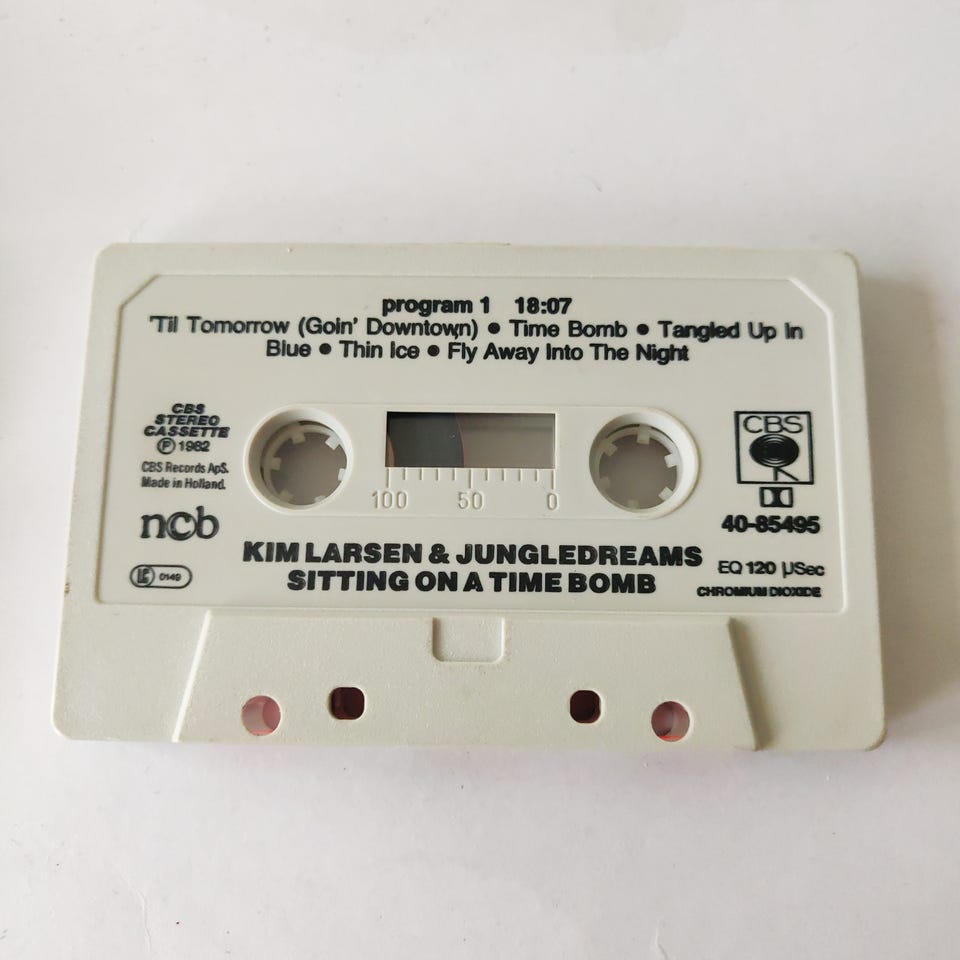 program 1 18:07
'Til Tomorrow (Goin' Downtown) • Time Bomb • Tangled Up In
Blue • Thin Ice • Fly Away Into The Night
CBS
STEREO
CASSETTE
Ⓟ 1982
CBS Records ApS.
Made in Holland.
ncb
LC 0149
100 50 0
CBS
40-85495
EQ 120 µSec
CHROMIUM DIOXIDE
KIM LARSEN & JUNGLEDREAMS
SITTING ON A TIME BOMB